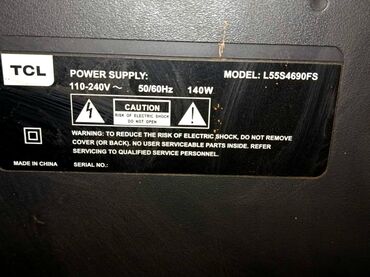 TCL
POWER SUPPLY:
MODEL: L55S4690FS
110-240V ~ 50/60Hz 140W
CAUTION
RISK OF ELECTRIC SHOCK
DO NOT OPEN
WARNING: TO REDUCE THE RISK OF ELECTRIC SHOCK, DO NOT REMOVE
COVER (OR BACK). NO USER SERVICEABLE PARTS INSIDE. REFER
SERVICING TO QUALIFIED SERVICE PERSONNEL.
MADE IN CHINA
SERIAL NO.: